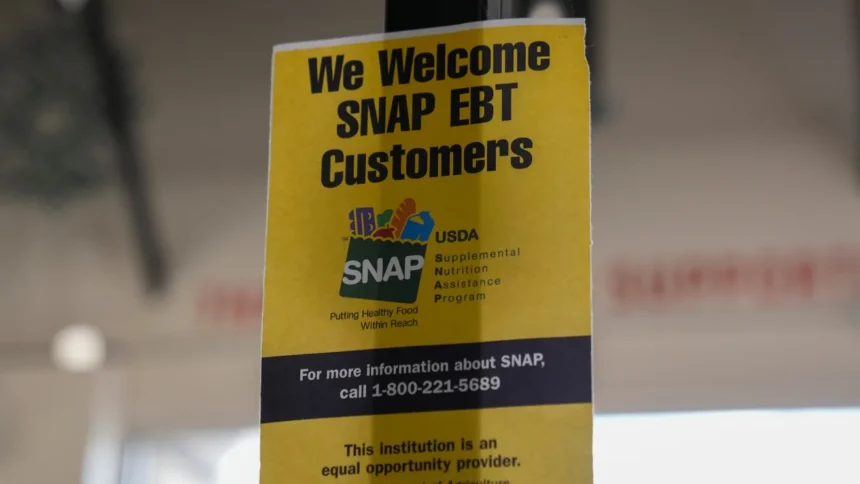 We Welcome
SNAP EBT
Customers
SNAP
USDA
Supplemental
Nutrition
Assistance
Program
Putting Healthy Food
Within Reach
For more information about SNAP,
call 1-800-221-5689
This institution is an
equal opportunity provider.
SUPPORT